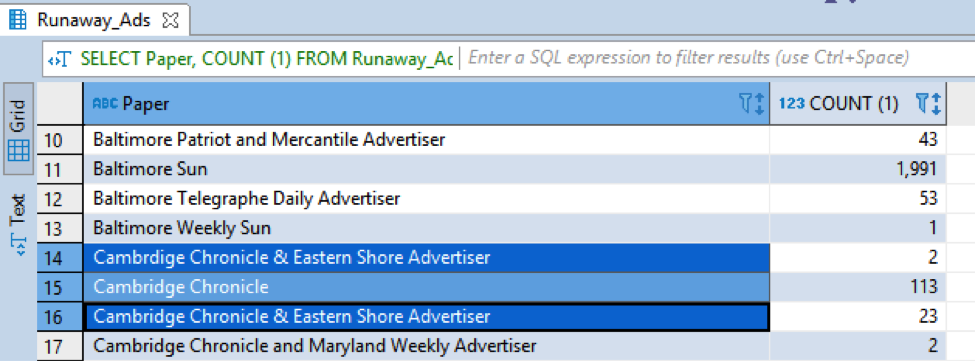 Runaway_Ads
SELECT Paper, COUNT (1) FROM Runaway_Ac Enter a SQL expression to filter results (use Ctrl+Space)
Grid
Text
ABC Paper 123 COUNT (1)
10 Baltimore Patriot and Mercantile Advertiser 43
11 Baltimore Sun 1,991
12 Baltimore Telegraphe Daily Advertiser 53
13 Baltimore Weekly Sun 1
14 Cambrdige Chronicle & Eastern Shore Advertiser 2
15 Cambridge Chronicle 113
16 Cambridge Chronicle & Eastern Shore Advertiser 23
17 Cambridge Chronicle and Maryland Weekly Advertiser 2